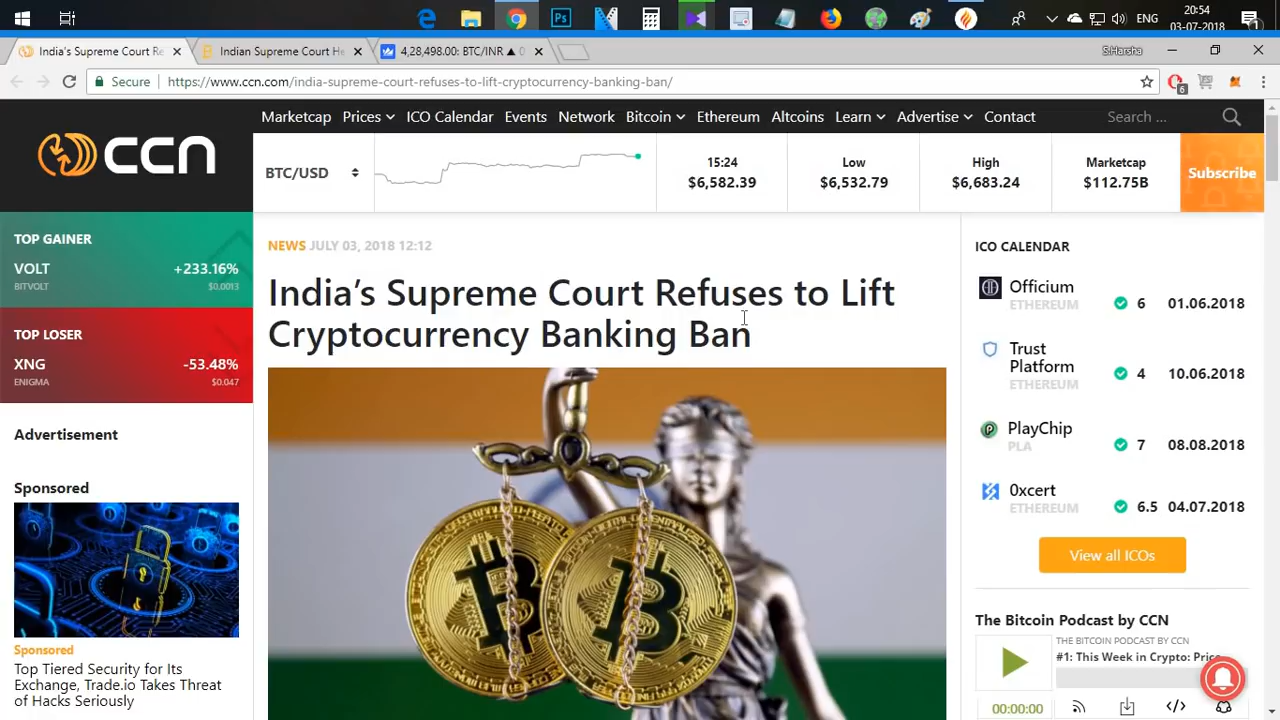 20:54
ENG
03-07-2018
India's Supreme Court Re
Indian Supreme Court He
4,28,498.00: BTC/INR ▲ 0
S.Harsha
Secure
https://www.ccn.com/india-supreme-court-refuses-to-lift-cryptocurrency-banking-ban/
6
ccn
Marketcap Prices ICO Calendar Events Network Bitcoin Ethereum Altcoins Learn Advertise Contact Search ...
BTC/USD
15:24
$6,582.39
Low
$6,532.79
High
$6,683.24
Marketcap
$112.75B
Subscribe
TOP GAINER
VOLT +233.16%
BITVOLT $0.0013
TOP LOSER
XNG -53.48%
ENIGMA $0.047
Advertisement
Sponsored
Sponsored
Top Tiered Security for Its
Exchange, Trade.io Takes Threat
of Hacks Seriously
NEWS JULY 03, 2018 12:12
India's Supreme Court Refuses to Lift
Cryptocurrency Banking Ban
ICO CALENDAR
Officium
ETHEREUM
6 01.06.2018
Trust
Platform
ETHEREUM
4 10.06.2018
PlayChip
PLA
7 08.08.2018
0xcert
ETHEREUM
6.5 04.07.2018
View all ICOs
The Bitcoin Podcast by CCN
THE BITCOIN PODCAST BY CCN
#1: This Week in Crypto: Price
00:00:00